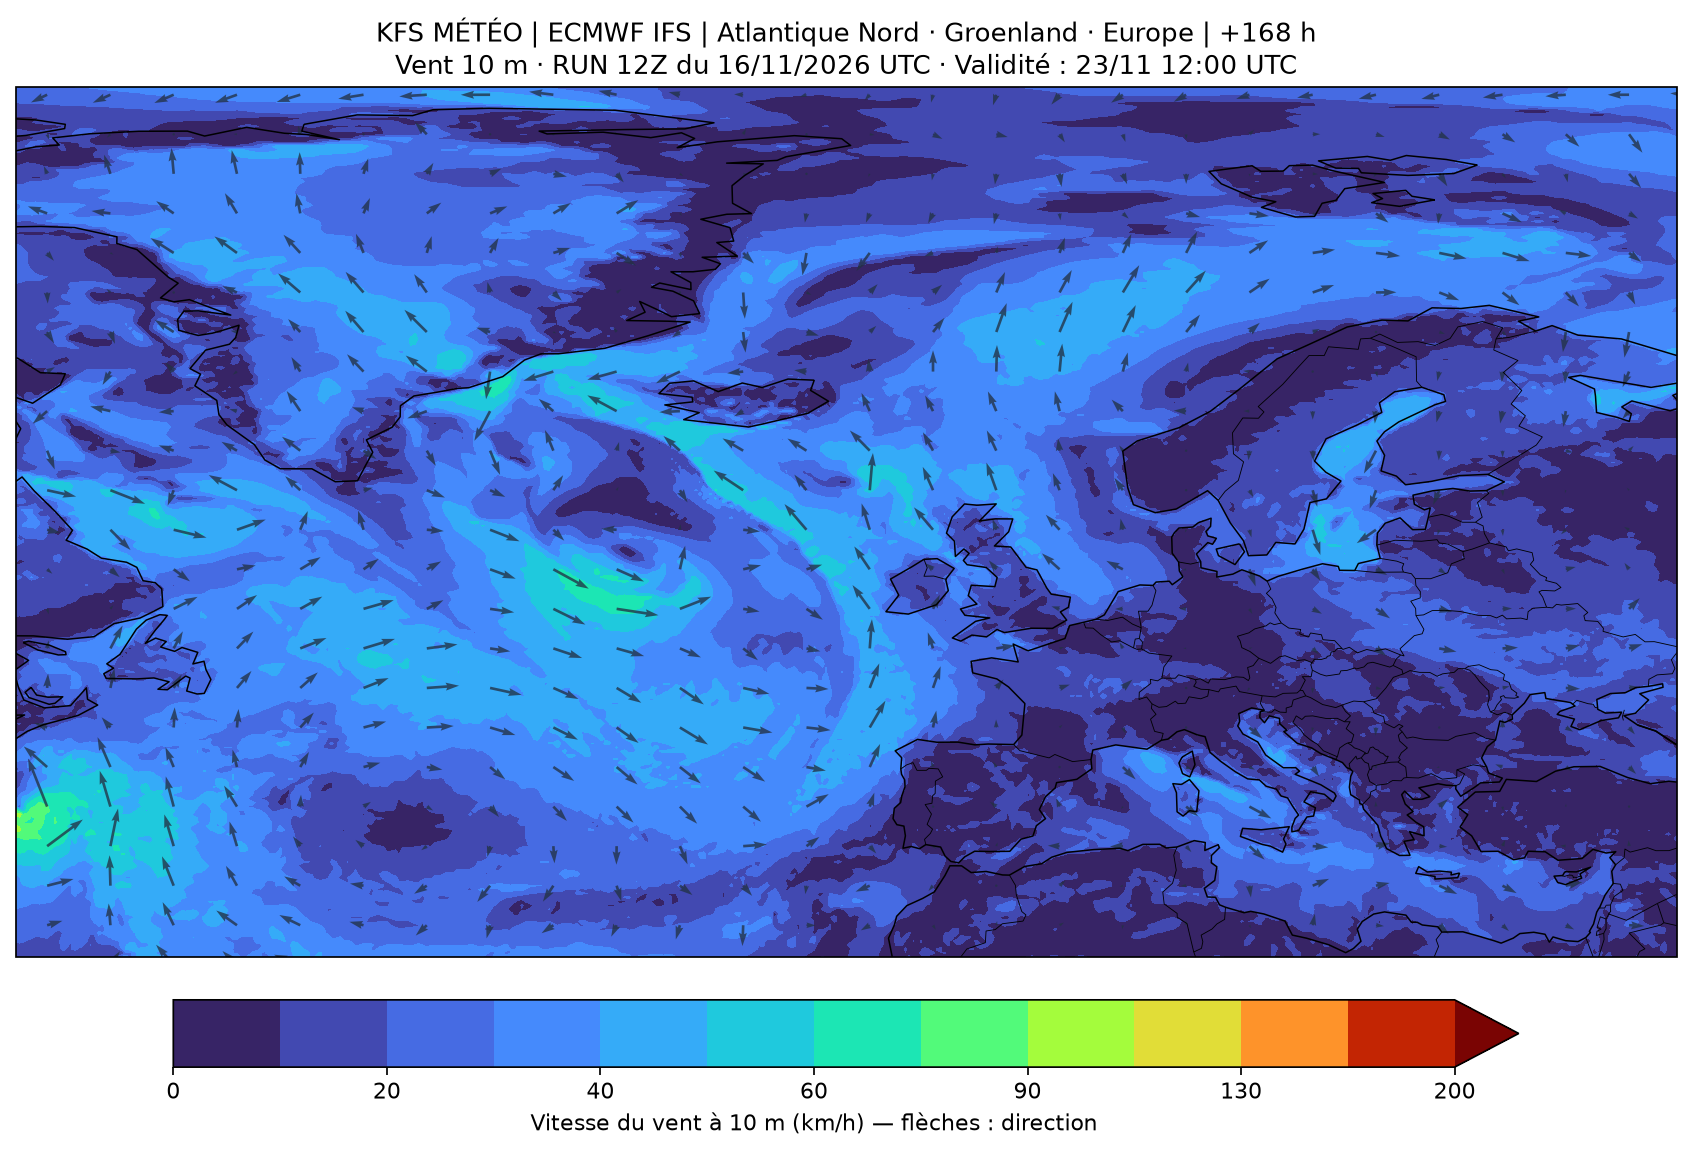 KFS MÉTÉO | ECMWF IFS | Atlantique Nord · Groenland · Europe | +168 h
Vent 10 m · RUN 12Z du 16/11/2026 UTC · Validité : 23/11 12:00 UTC
0 20 40 60 90 130 200
Vitesse du vent à 10 m (km/h) — flèches : direction